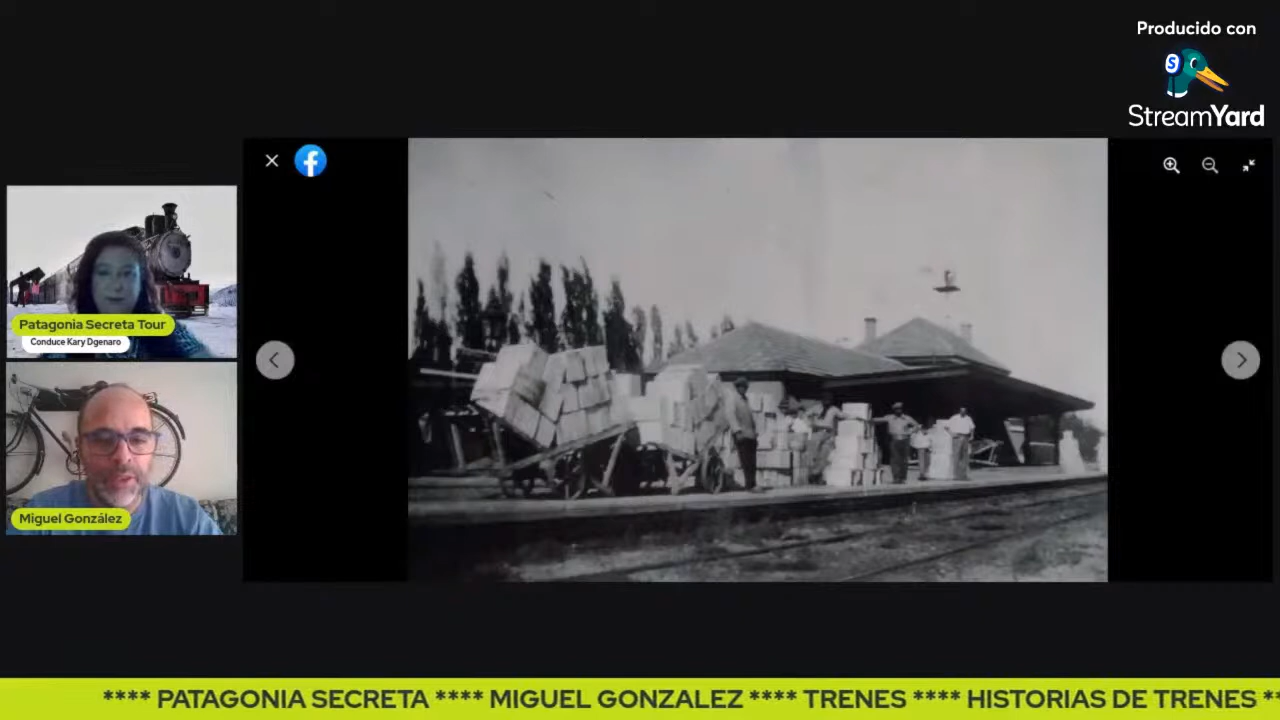 Producido con
StreamYard
Patagonia Secreta Tour
Conduce Kary Dgenaro
Miguel González
**** PATAGONIA SECRETA **** MIGUEL GONZALEZ **** TRENES **** HISTORIAS DE TRENES **